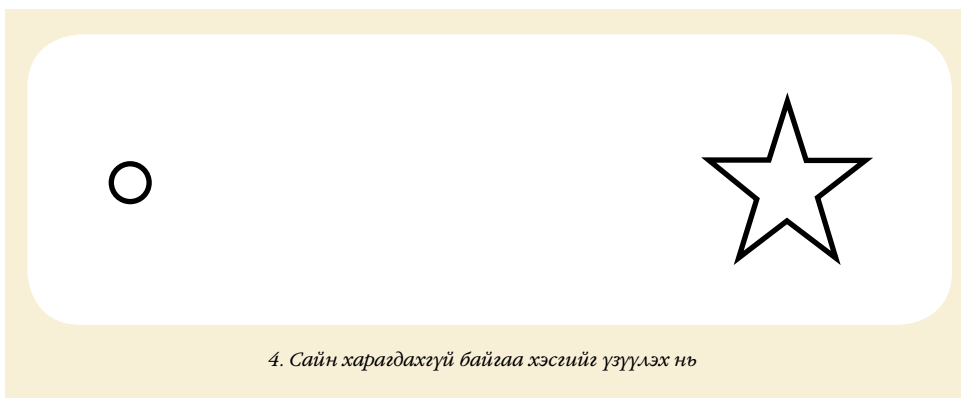 4. Сайн харагдахгүй байгаа хэсгийг үзүүлэх нь